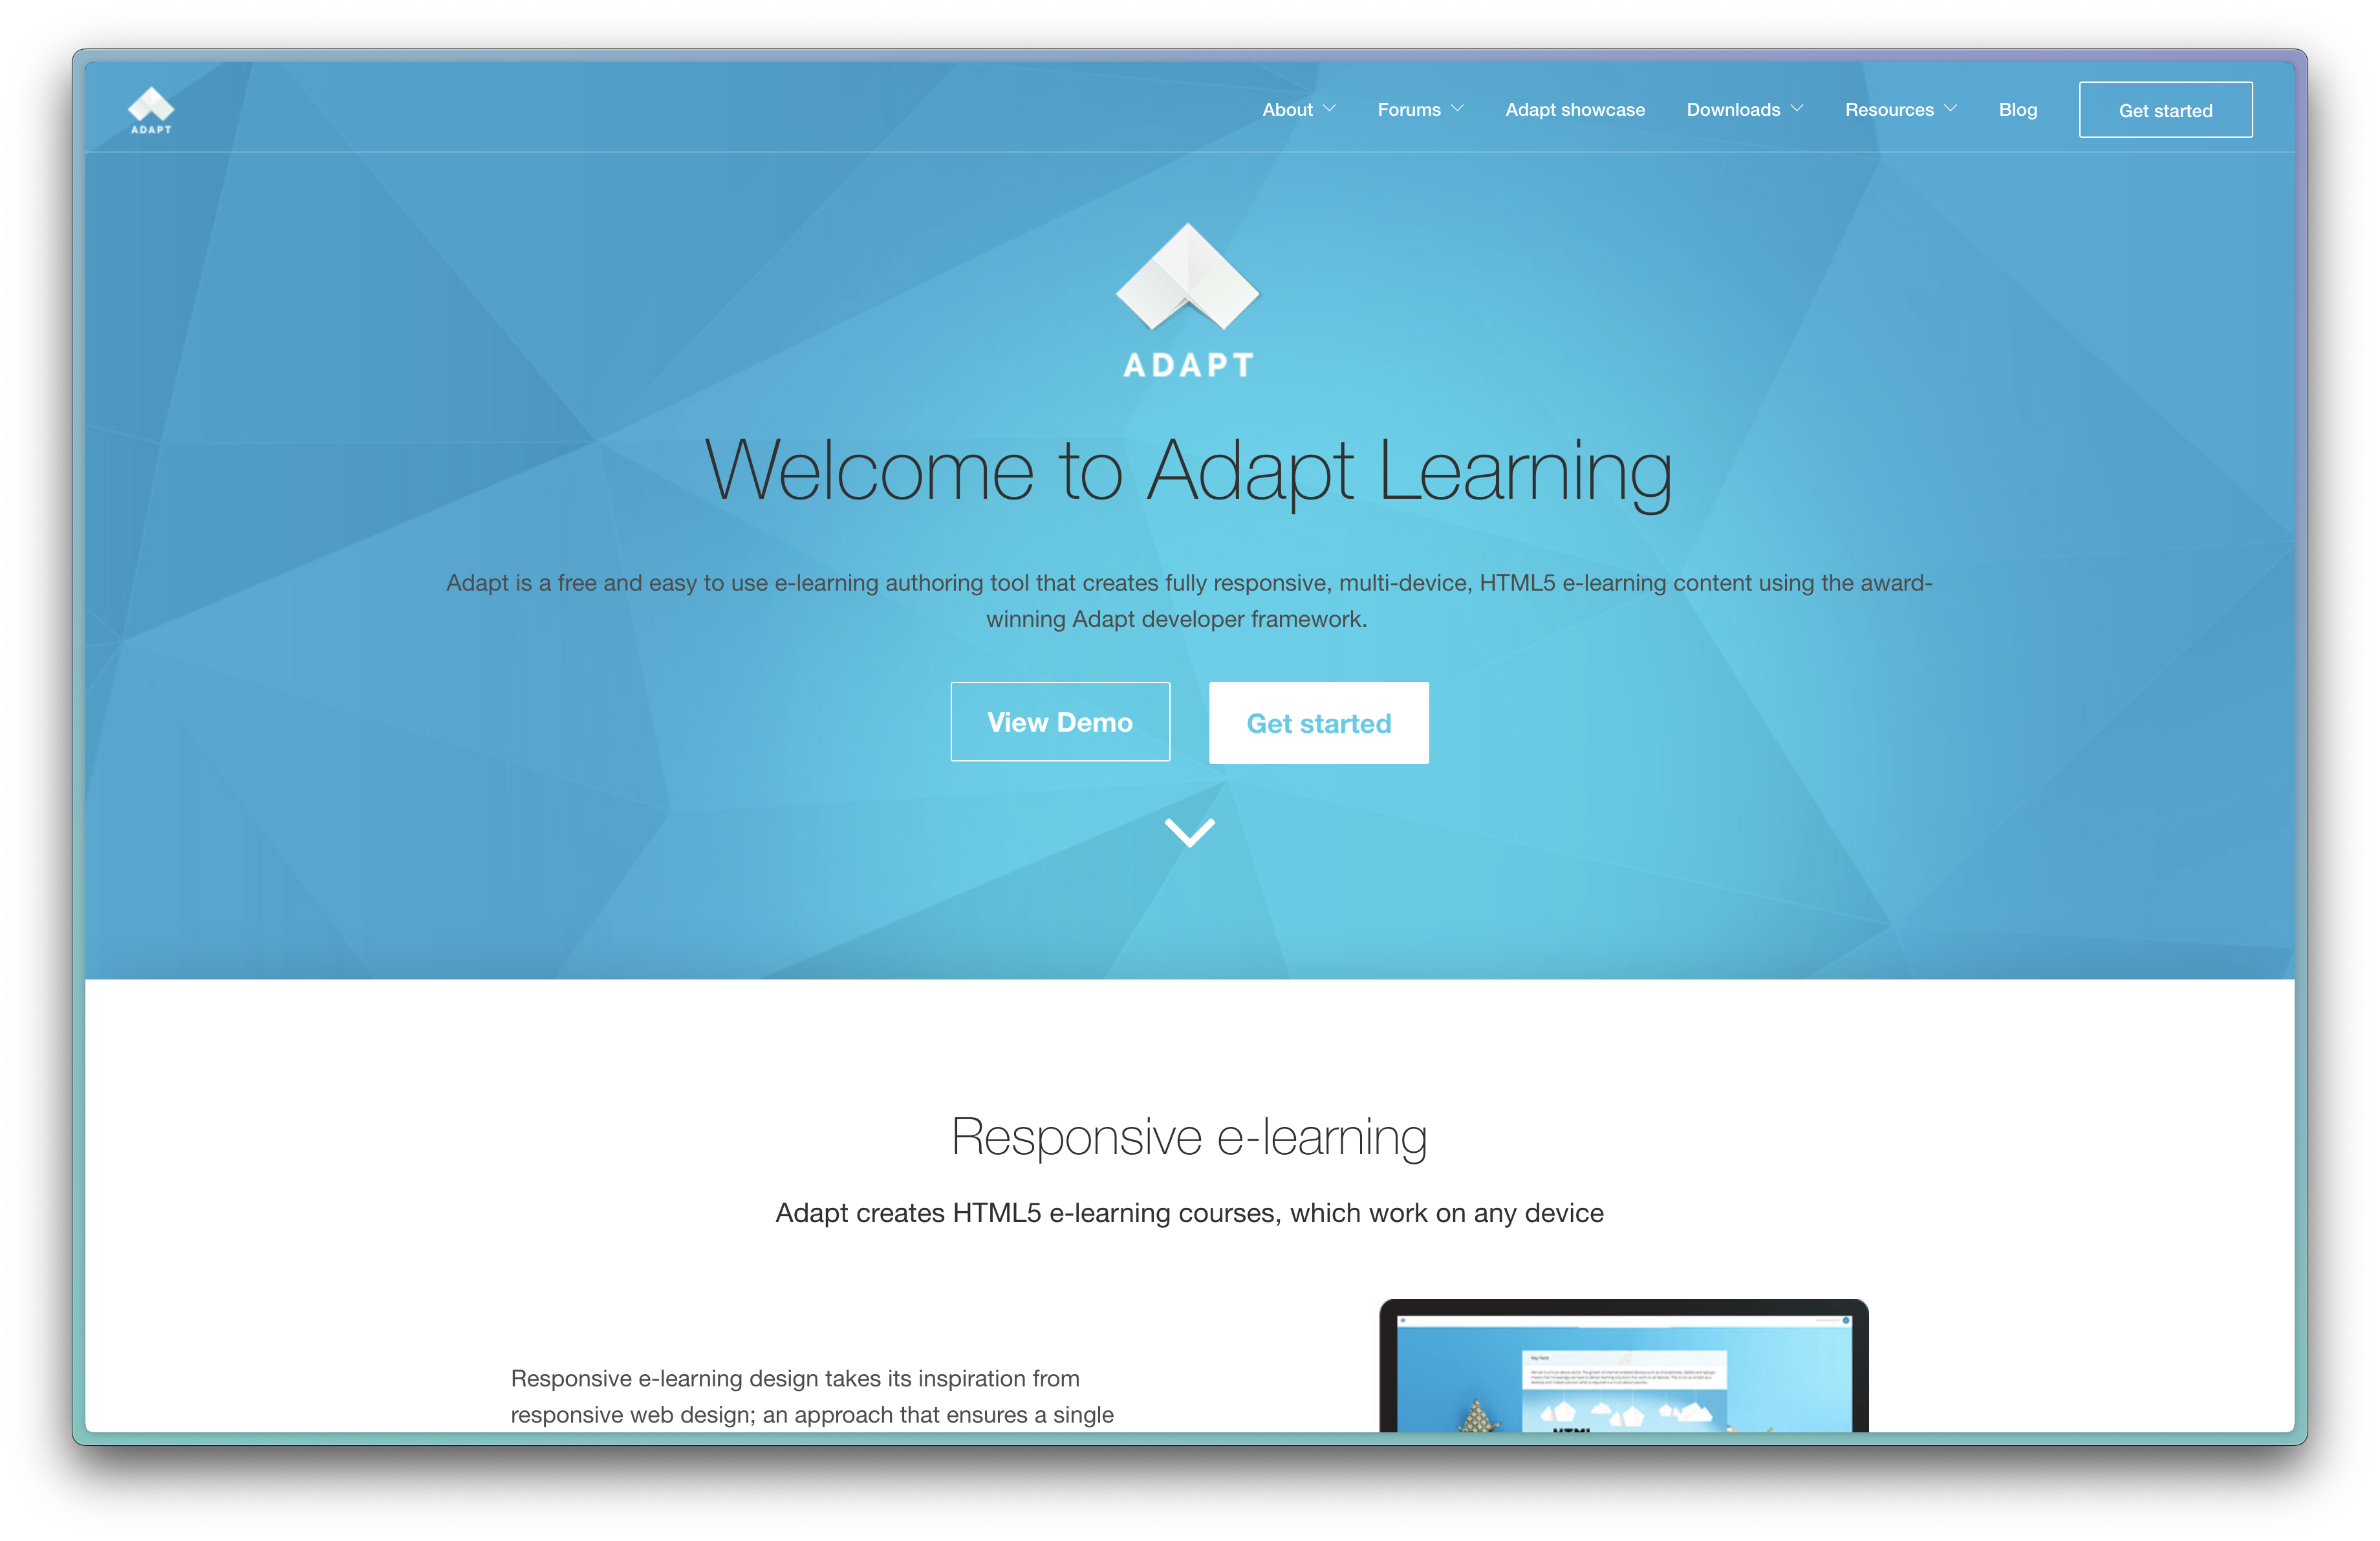 ADAPT
About
Forums
Adapt showcase
Downloads
Resources
Blog
Get started
ADAPT
Welcome to Adapt Learning
Adapt is a free and easy to use e-learning authoring tool that creates fully responsive, multi-device, HTML5 e-learning content using the award-
winning Adapt developer framework.
View Demo
Get started
Responsive e-learning
Adapt creates HTML5 e-learning courses, which work on any device
Responsive e-learning design takes its inspiration from
responsive web design; an approach that ensures a single